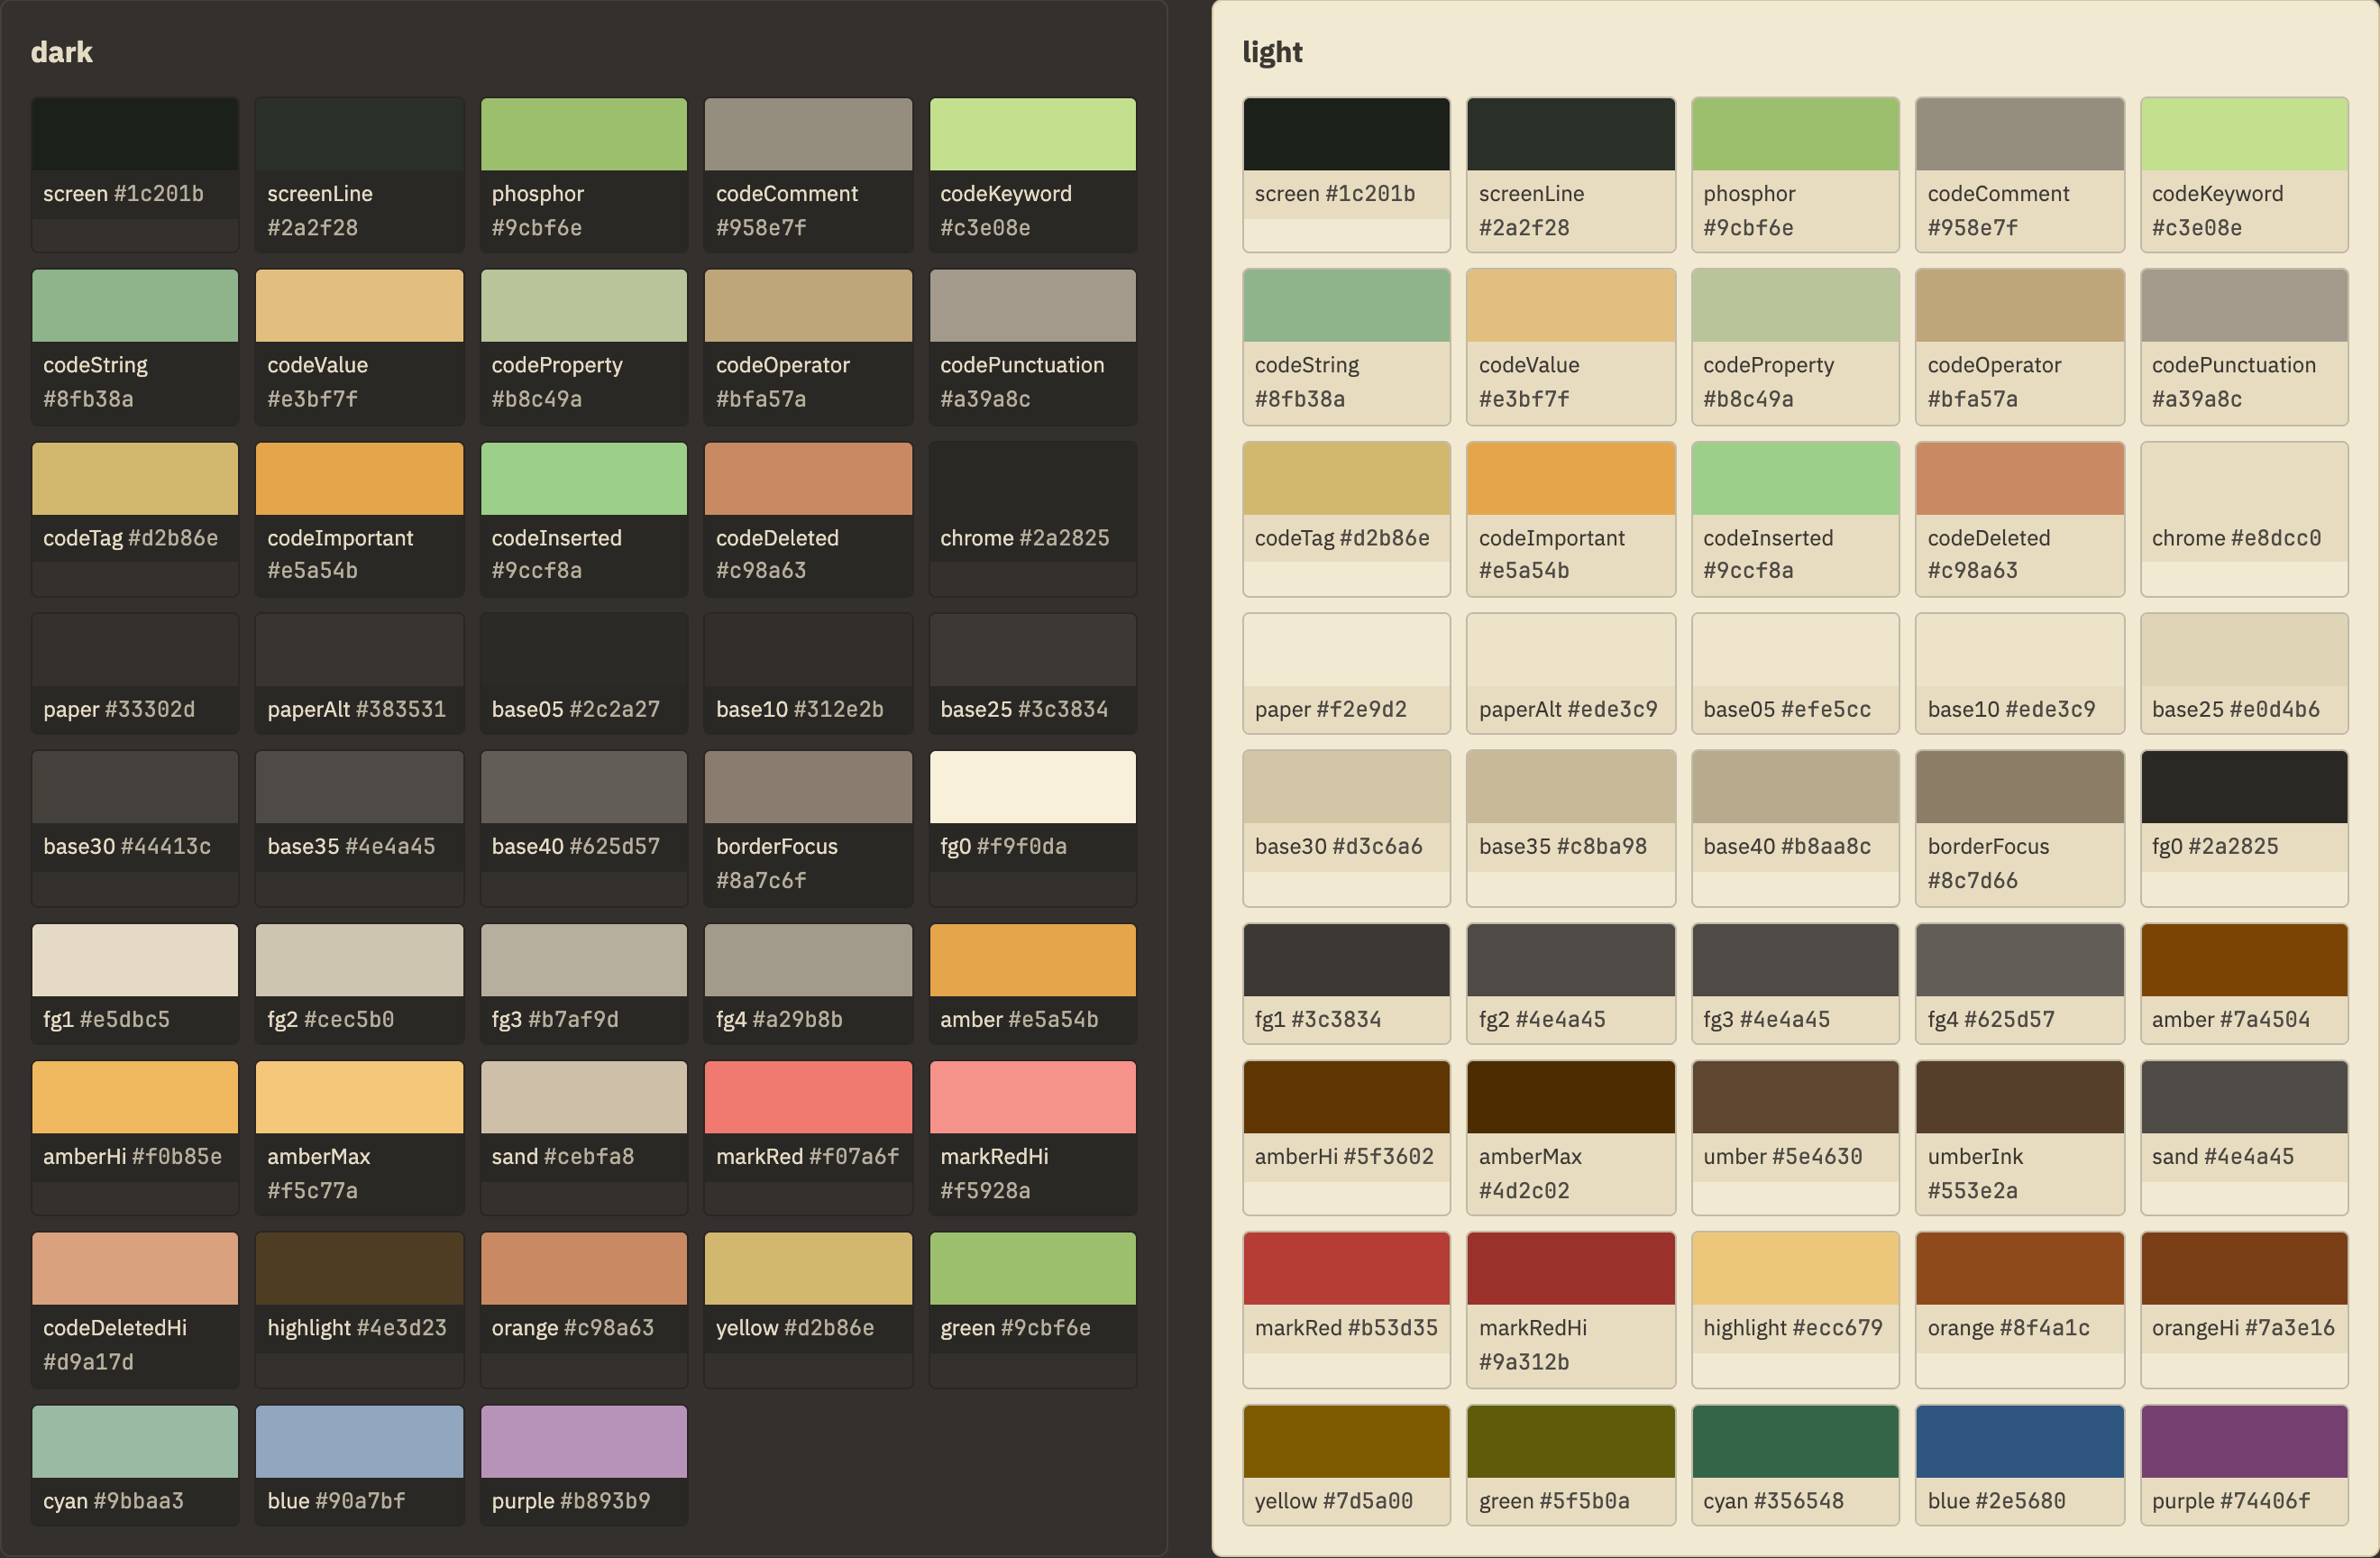 dark
screen #1c201b
screenLine
#2a2f28
phosphor
#9cbf6e
codeComment
#958e7f
codeKeyword
#c3e08e
codeString
#8fb38a
codeValue
#e3bf7f
codeProperty
#b8c49a
codeOperator
#bfa57a
codePunctuation
#a39a8c
codeTag #d2b86e
codeImportant
#e5a54b
codeInserted
#9ccf8a
codeDeleted
#c98a63
chrome #2a2825
paper #33302d
paperAlt #383531
base05 #2c2a27
base10 #312e2b
base25 #3c3834
base30 #44413c
base35 #4e4a45
base40 #625d57
borderFocus
#8a7c6f
fg0 #f9f0da
fg1 #e5dbc5
fg2 #cec5b0
fg3 #b7af9d
fg4 #a29b8b
amber #e5a54b
amberHi #f0b85e
amberMax
#f5c77a
sand #cebfa8
markRed #f07a6f
markRedHi
#f5928a
codeDeletedHi
#d9a17d
highlight #4e3d23
orange #c98a63
yellow #d2b86e
green #9cbf6e
cyan #9bbaa3
blue #90a7bf
purple #b893b9
light
screen #1c201b
screenLine
#2a2f28
phosphor
#9cbf6e
codeComment
#958e7f
codeKeyword
#c3e08e
codeString
#8fb38a
codeValue
#e3bf7f
codeProperty
#b8c49a
codeOperator
#bfa57a
codePunctuation
#a39a8c
codeTag #d2b86e
codeImportant
#e5a54b
codeInserted
#9ccf8a
codeDeleted
#c98a63
chrome #e8dcc0
paper #f2e9d2
paperAlt #ede3c9
base05 #efe5cc
base10 #ede3c9
base25 #e0d4b6
base30 #d3c6a6
base35 #c8ba98
base40 #b8aa8c
borderFocus
#8c7d66
fg0 #2a2825
fg1 #3c3834
fg2 #4e4a45
fg3 #4e4a45
fg4 #625d57
amber #7a4504
amberHi #5f3602
amberMax
#4d2c02
umber #5e4630
umberInk
#553e2a
sand #4e4a45
markRed #b53d35
markRedHi
#9a312b
highlight #ecc679
orange #8f4a1c
orangeHi #7a3e16
yellow #7d5a00
green #5f5b0a
cyan #356548
blue #2e5680
purple #74406f